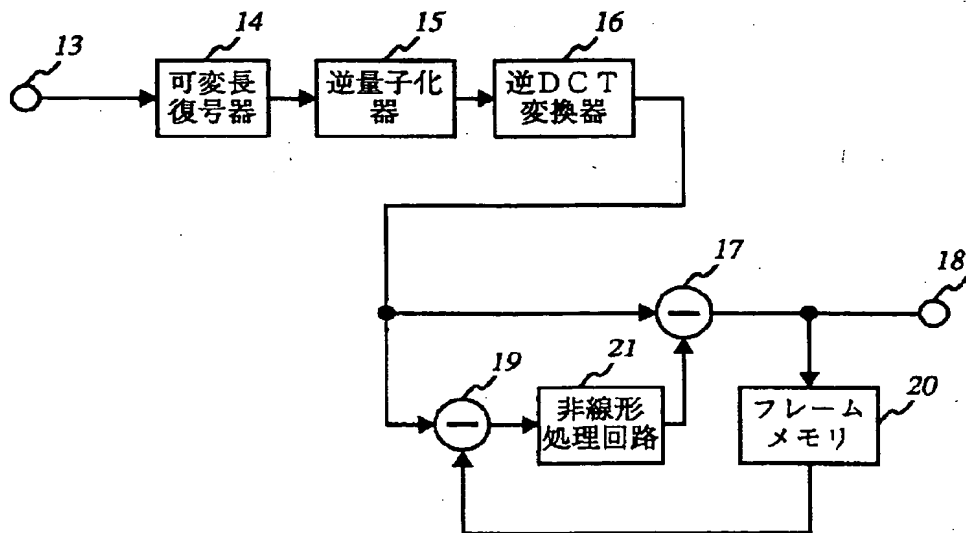 13
14
可変長
復号器
15
逆量子化
器
16
逆DCT
変換器
17
18
19
21
非線形
処理回路
20
フレーム
メモリ